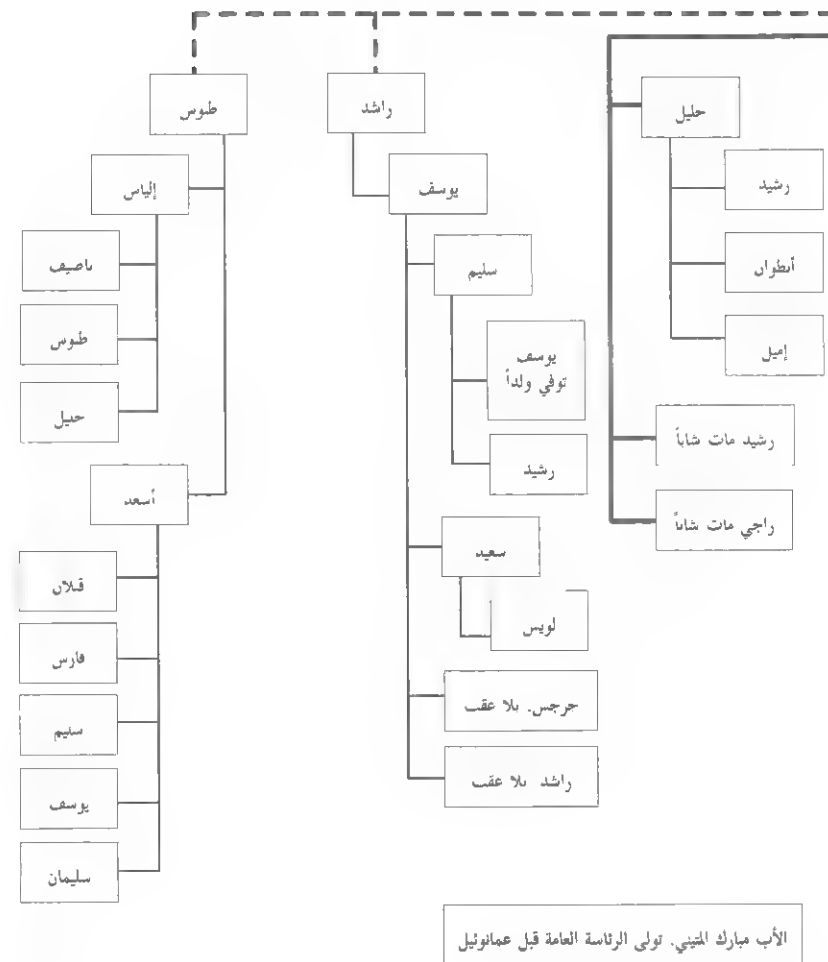 خليل
رشيد
أنطوان
إميل
رشيد مات شاباً
راجي مات شاباً
راشد
يوسف
سليم
يوسف
توفي ولداً
رشيد
سعيد
لويس
جرجس. بلا عقب
راشد بلا عقب
طنوس
إلياس
ناصيف
طنوس
خليل
أسعد
قبلان
فارس
سليم
يوسف
سليمان
الأب مبارك المتيني. تولى الرئاسة العامة قبل عمانوئيل